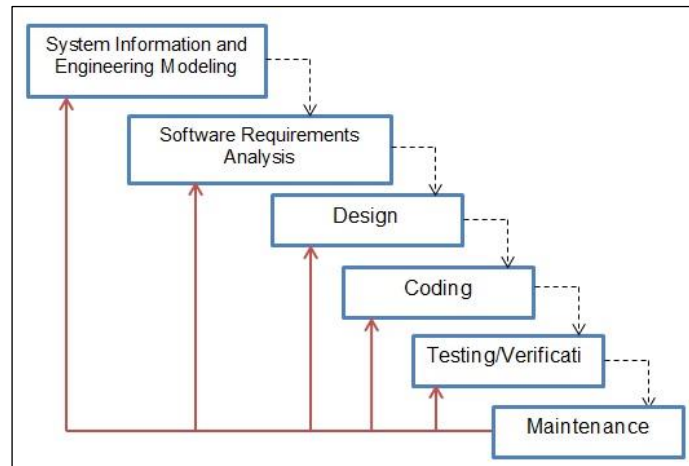 System Information and
Engineering Modeling
Software Requirements
Analysis
Design
Coding
Testing/Verificati
Maintenance